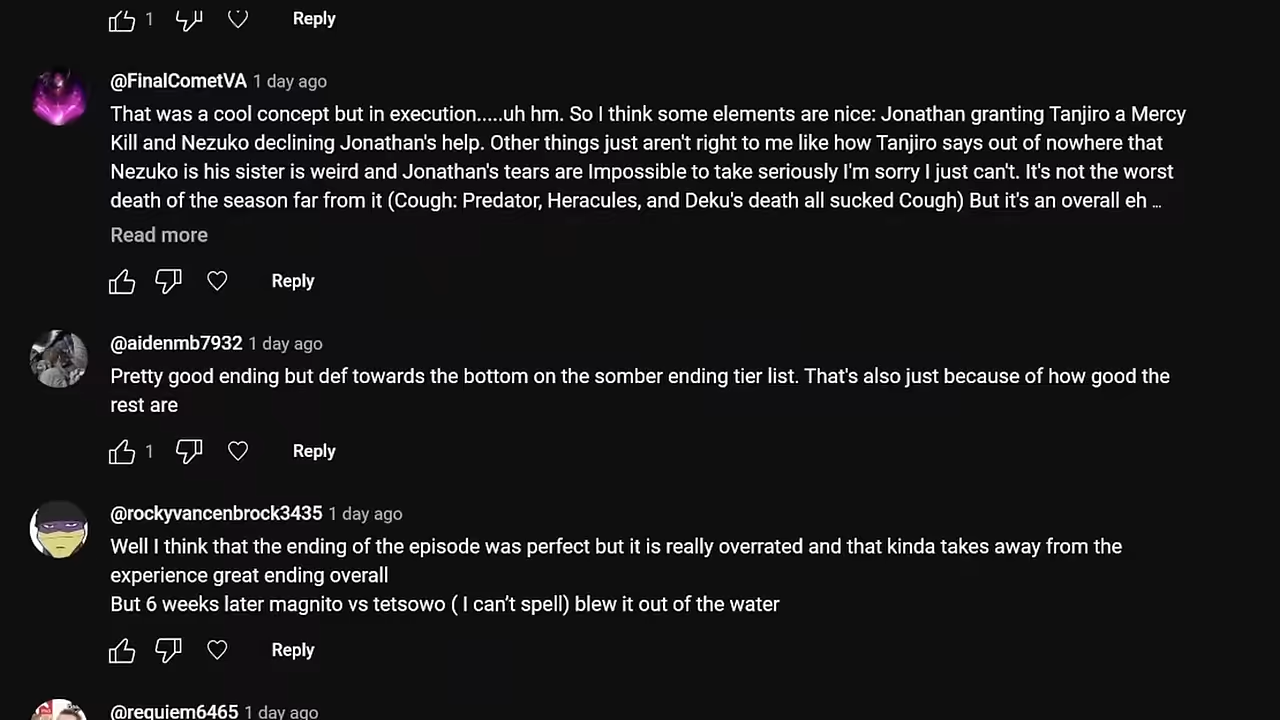 1 Reply
@FinalCometVA 1 day ago
That was a cool concept but in execution.....uh hm. So I think some elements are nice: Jonathan granting Tanjiro a Mercy
Kill and Nezuko declining Jonathan's help. Other things just aren't right to me like how Tanjiro says out of nowhere that
Nezuko is his sister is weird and Jonathan's tears are Impossible to take seriously I'm sorry I just can't. It's not the worst
death of the season far from it (Cough: Predator, Heracules, and Deku's death all sucked Cough) But it's an overall eh ...
Read more
Reply
@aidenmb7932 1 day ago
Pretty good ending but def towards the bottom on the somber ending tier list. That's also just because of how good the
rest are
1 Reply
@rockyvancenbrock3435 1 day ago
Well I think that the ending of the episode was perfect but it is really overrated and that kinda takes away from the
experience great ending overall
But 6 weeks later magnito vs tetsowo ( I can’t spell) blew it out of the water
Reply
@requiem6465 1 day ago